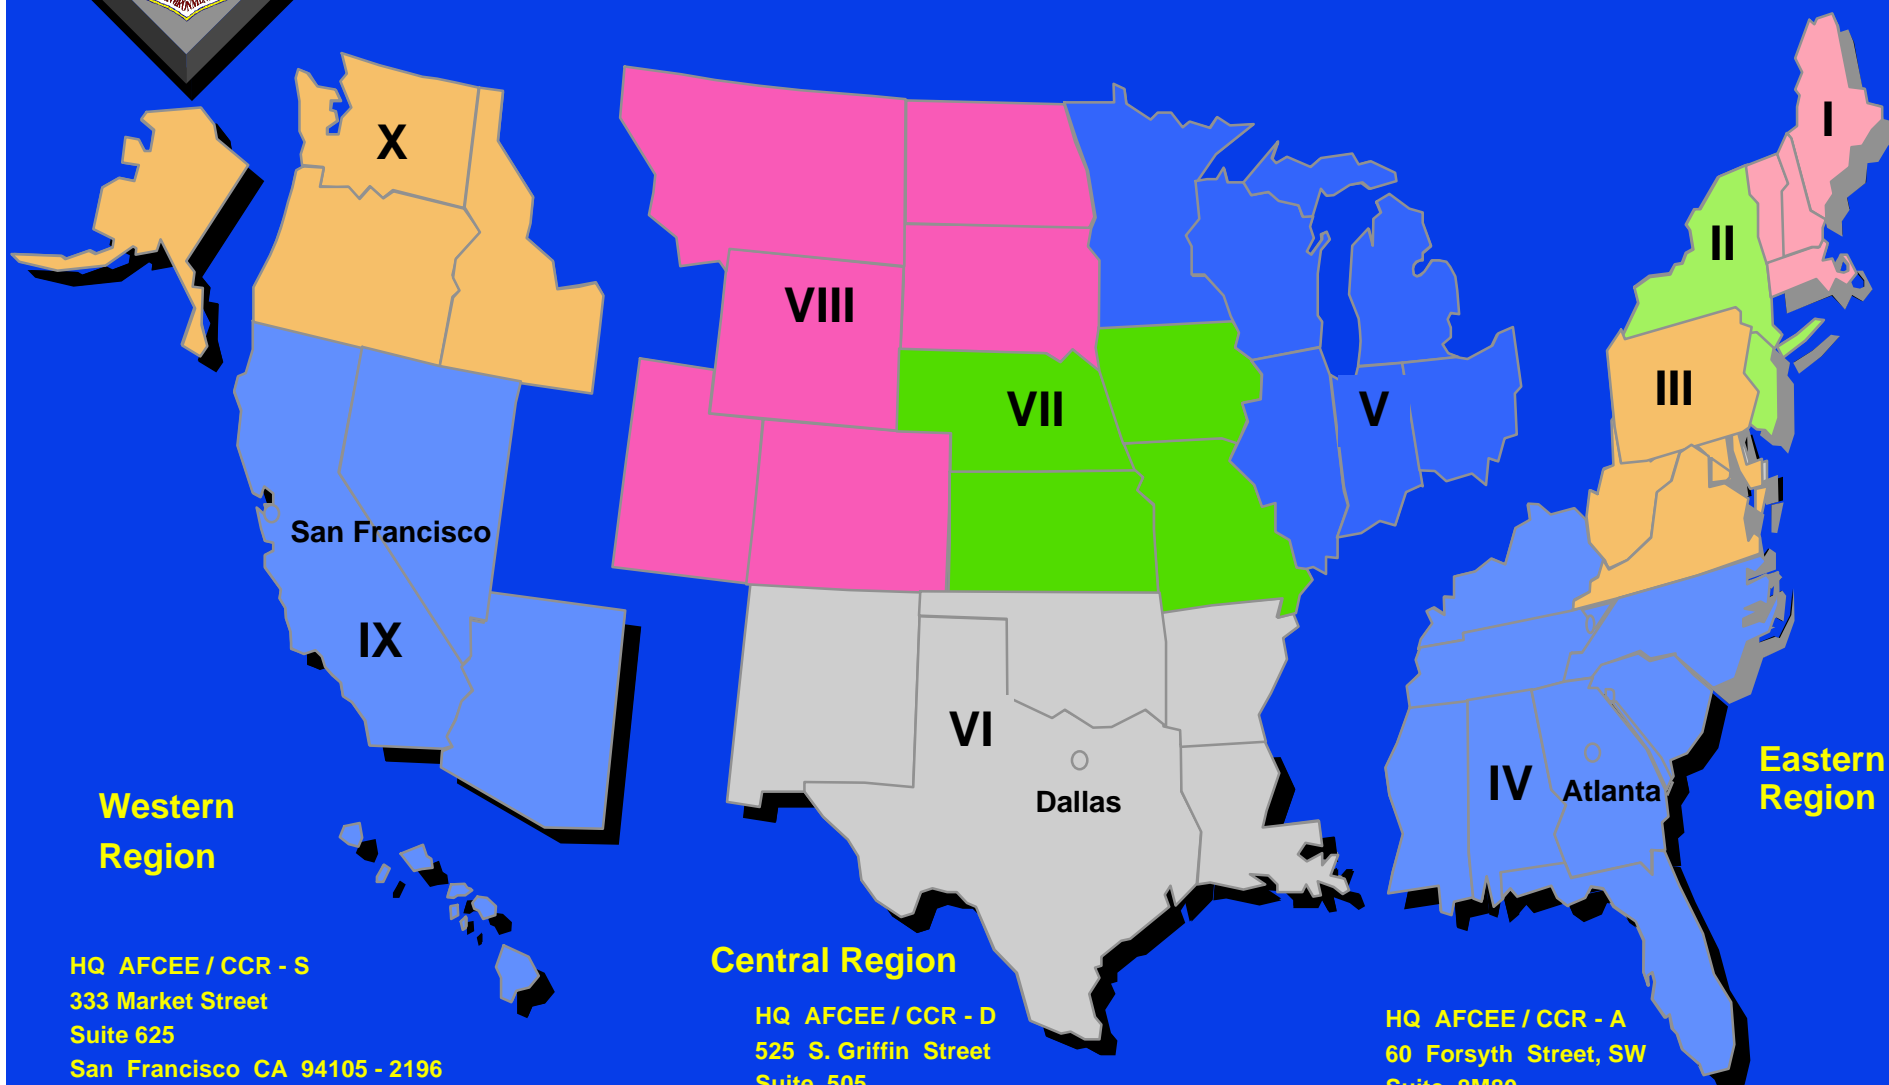 X
I
II
VIII
III
VII
V
San Francisco
IX
VI
IV
Dallas
Atlanta
Eastern
Region
Western
Region
Central Region
HQ AFCEE / CCR - S
333 Market Street
Suite 625
San Francisco CA 94105 - 2196
HQ AFCEE / CCR - D
525 S. Griffin Street
Suite 505
HQ AFCEE / CCR - A
60 Forsyth Street, SW